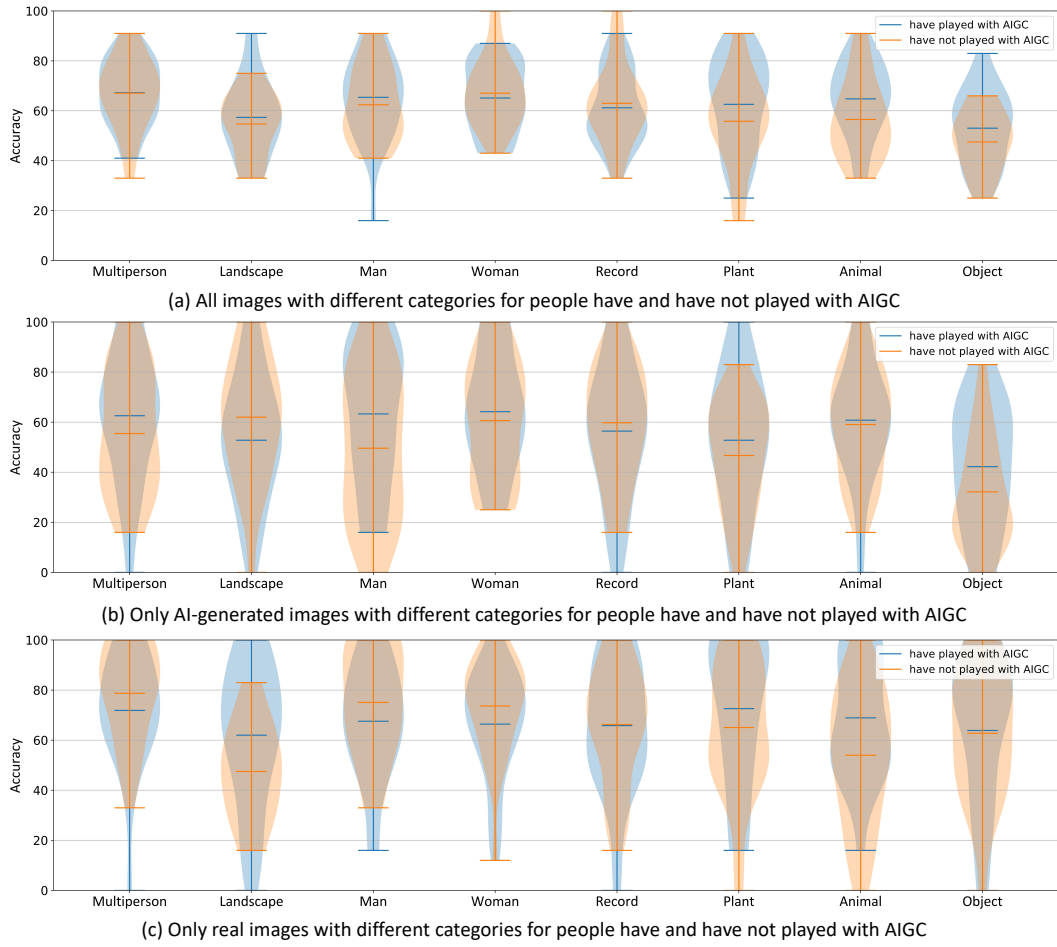 100
80
60
40
20
0
Accuracy
have played with AIGC
have not played with AIGC
Multiperson Landscape Man Woman Record Plant Animal Object
(a) All images with different categories for people have and have not played with AIGC
100
80
60
40
20
0
Accuracy
have played with AIGC
have not played with AIGC
Multiperson Landscape Man Woman Record Plant Animal Object
(b) Only AI-generated images with different categories for people have and have not played with AIGC
100
80
60
40
20
0
Accuracy
have played with AIGC
have not played with AIGC
Multiperson Landscape Man Woman Record Plant Animal Object
(c) Only real images with different categories for people have and have not played with AIGC